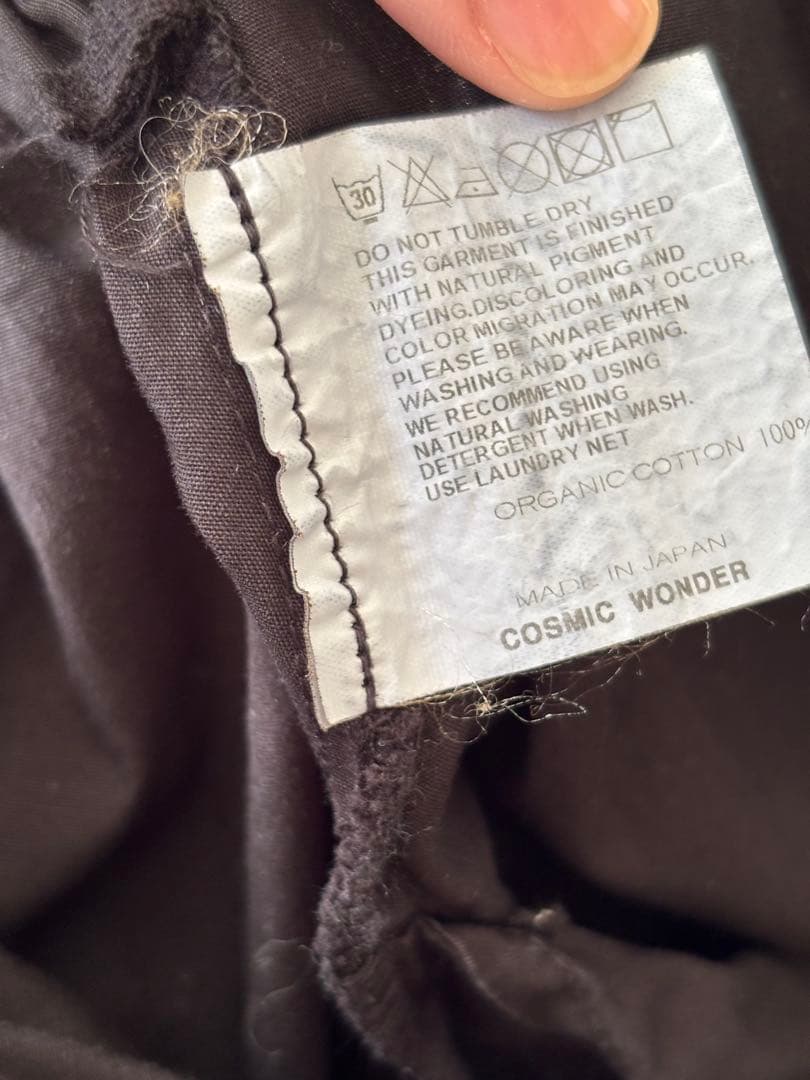 30
DO NOT TUMBLE DRY
THIS GARMENT IS FINISHED
WITH NATURAL PIGMENT
DYEING.DISCOLORING AND
COLOR MIGRATION MAY OCCUR.
PLEASE BE AWARE WHEN
WASHING AND WEARING.
WE RECOMMEND USING
NATURAL WASHING
DETERGENT WHEN WASH.
USE LAUNDRY NET
ORGANIC COTTON 100%
MADE IN JAPAN
COSMIC WONDER